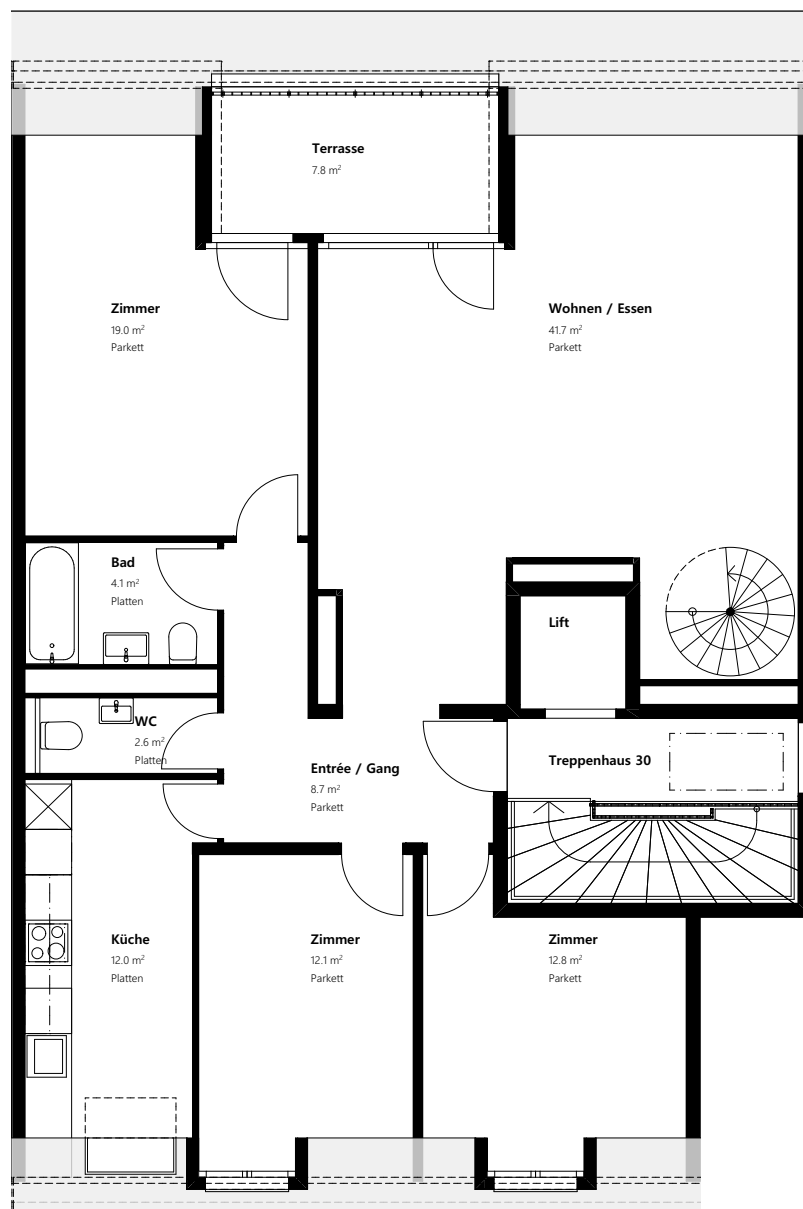 Terrasse
7.8 m²
Zimmer
19.0 m²
Parkett
Wohnen / Essen
41.7 m²
Parkett
Bad
4.1 m²
Platten
Lift
WC
2.6 m²
Platten
Entrée / Gang
8.7 m²
Parkett
Treppenhaus 30
Küche
12.0 m²
Platten
Zimmer
12.1 m²
Parkett
Zimmer
12.8 m²
Parkett